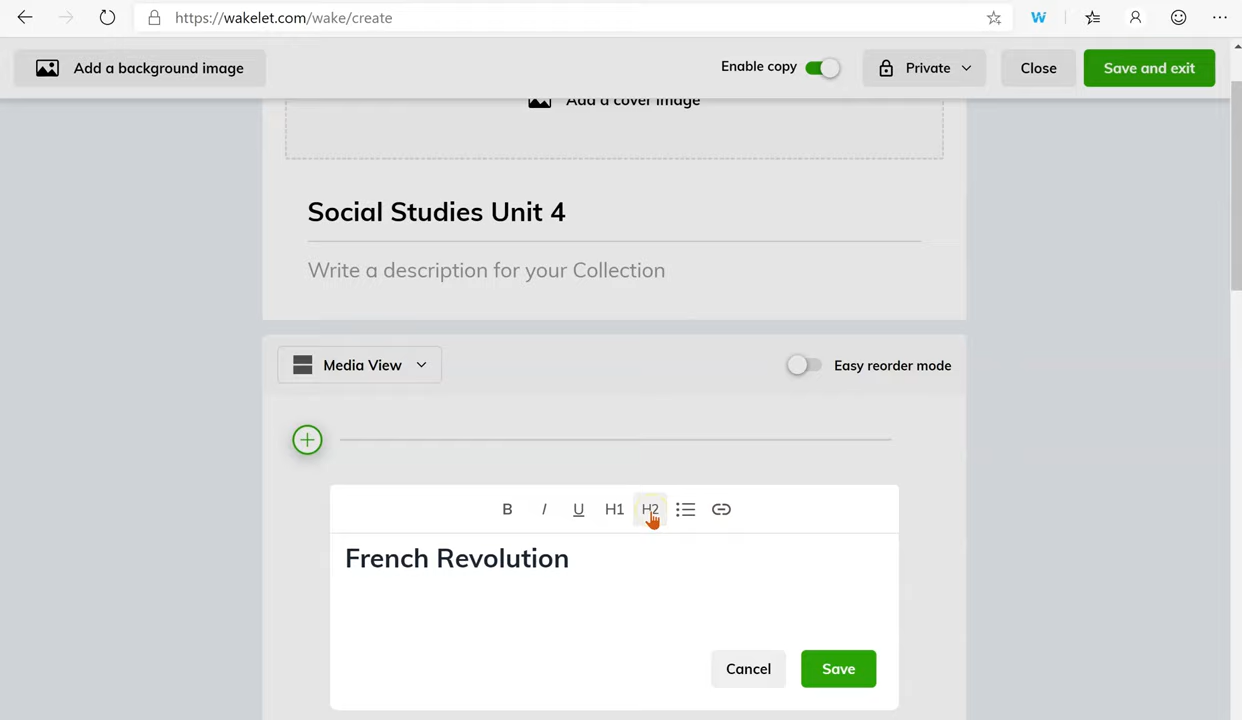 https://wakelet.com/wake/create
W
Add a background image
Enable copy
Private
Close
Save and exit
Add a cover image
Social Studies Unit 4
Write a description for your Collection
Media View
Easy reorder mode
B I U H1 H2
French Revolution
Cancel
Save